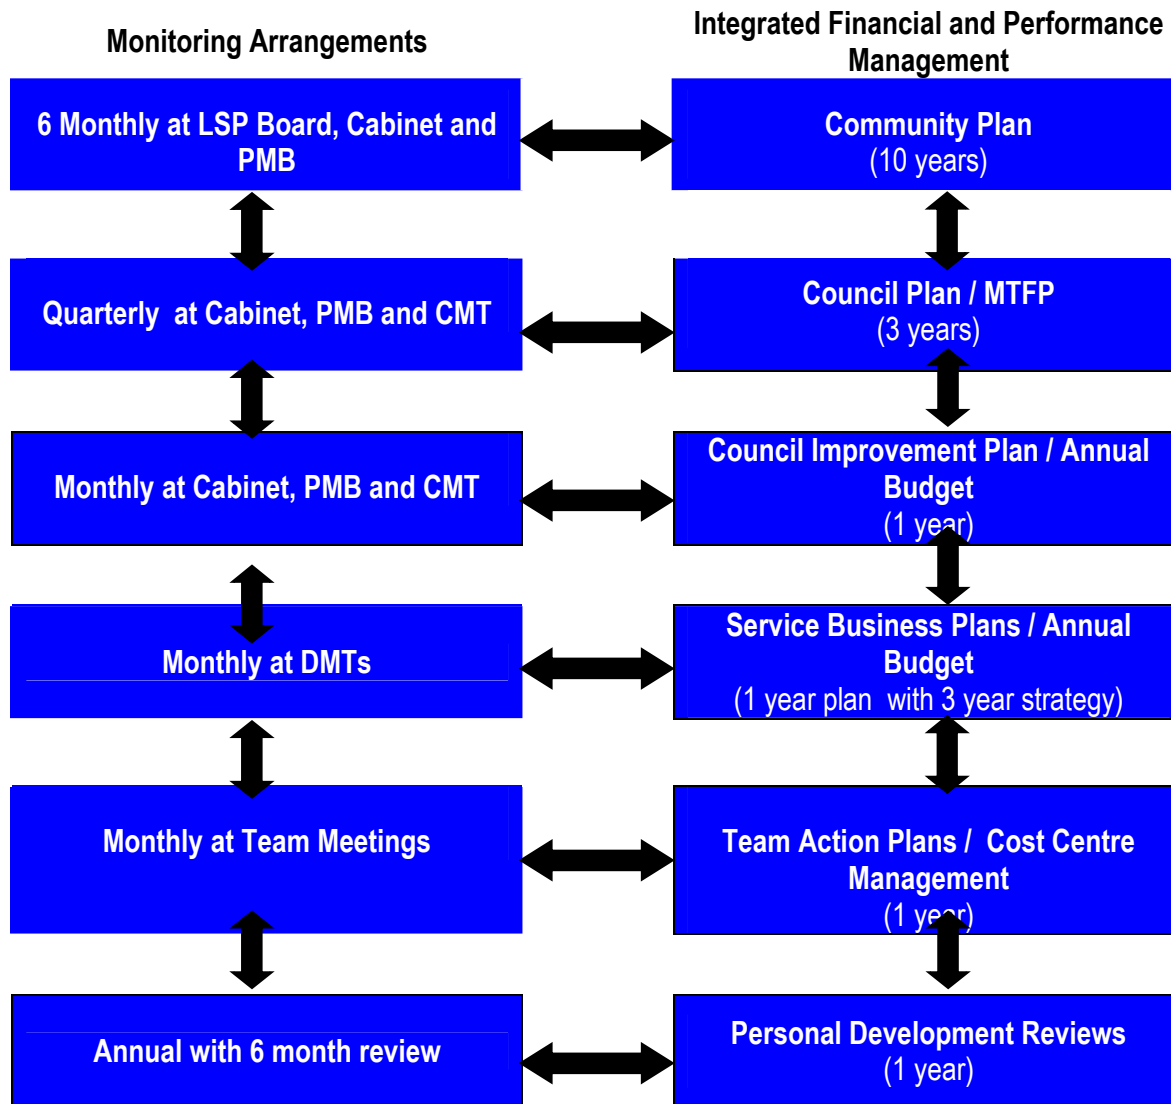 Monitoring Arrangements
Integrated Financial and Performance
Management
6 Monthly at LSP Board, Cabinet and
PMB
Community Plan
(10 years)
Quarterly at Cabinet, PMB and CMT
Council Plan / MTFP
(3 years)
Monthly at Cabinet, PMB and CMT
Council Improvement Plan / Annual
Budget
(1 year)
Monthly at DMTs
Service Business Plans / Annual
Budget
(1 year plan with 3 year strategy)
Monthly at Team Meetings
Team Action Plans / Cost Centre
Management
(1 year)
Annual with 6 month review
Personal Development Reviews
(1 year)